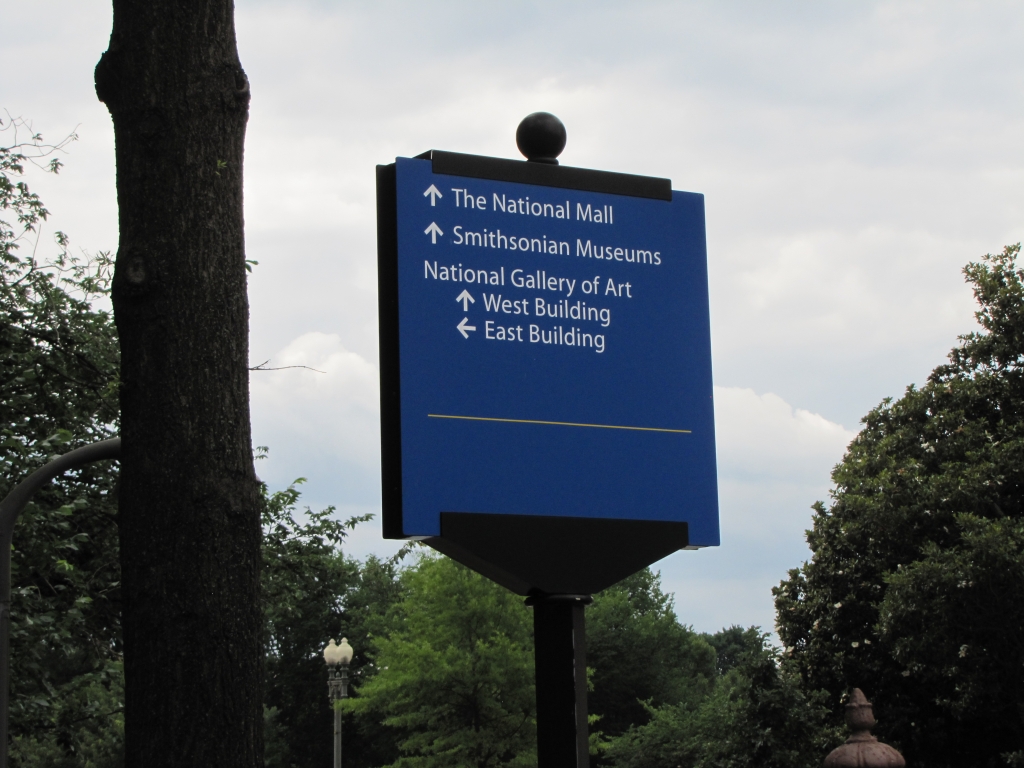 ↑ The National Mall
↑ Smithsonian Museums
National Gallery of Art
↑ West Building
← East Building